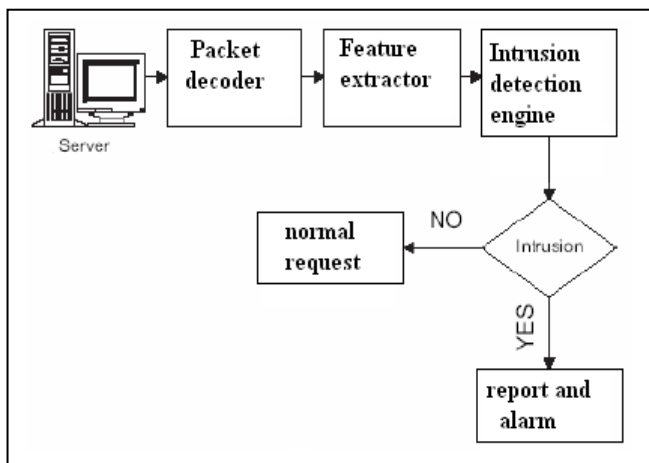 Packet
decoder
Feature
extractor
Intrusion
detection
engine
Server
NO
normal
request
Intrusion
YES
report and
alarm